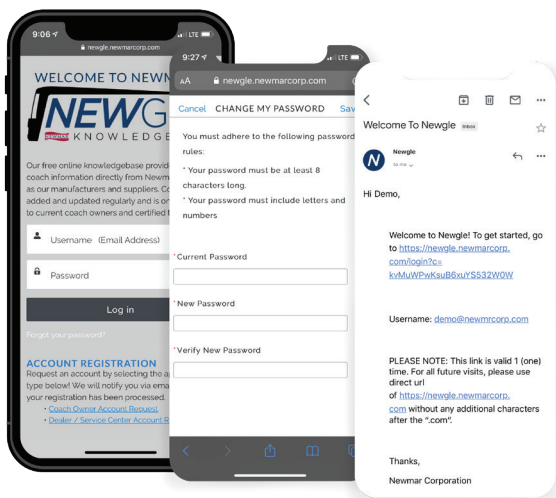 9:06
LTE
newgle.newmarcorp.com
WELCOME TO NEWM
NEWG
NEWMAR KNOWLEDGE
Our free online knowledgebase provid
coach information directly from Newm
as our manufacturers and suppliers. Co
added and updated regularly and is on
to current coach owners and certified t
Username (Email Address)
Password
Log in
Forgot your password?
ACCOUNT REGISTRATION
Request an account by selecting the a
type below! We will notify you via ema
your registration has been processed.
• Coach Owner Account Request
• Dealer / Service Center Account R
9:27
LTE
AA newgle.newmarcorp.com
Cancel CHANGE MY PASSWORD Sav
You must adhere to the following password
rules:
* Your password must be at least 8
characters long.
* Your password must include letters and
numbers
*Current Password
*New Password
*Verify New Password
Welcome To Newgle Inbox
N
Newgle
to me
Hi Demo,
Welcome to Newgle! To get started, go
to https://newgle.newmarcorp.
com/login?c=
kvMuWPwKsuB6xuYS532W0W
Username: demo@newmrcorp.com
PLEASE NOTE: This link is valid 1 (one)
time. For all future visits, please use
direct url
of https://newgle.newmarcorp.
com without any additional characters
after the ".com".
Thanks,
Newmar Corporation